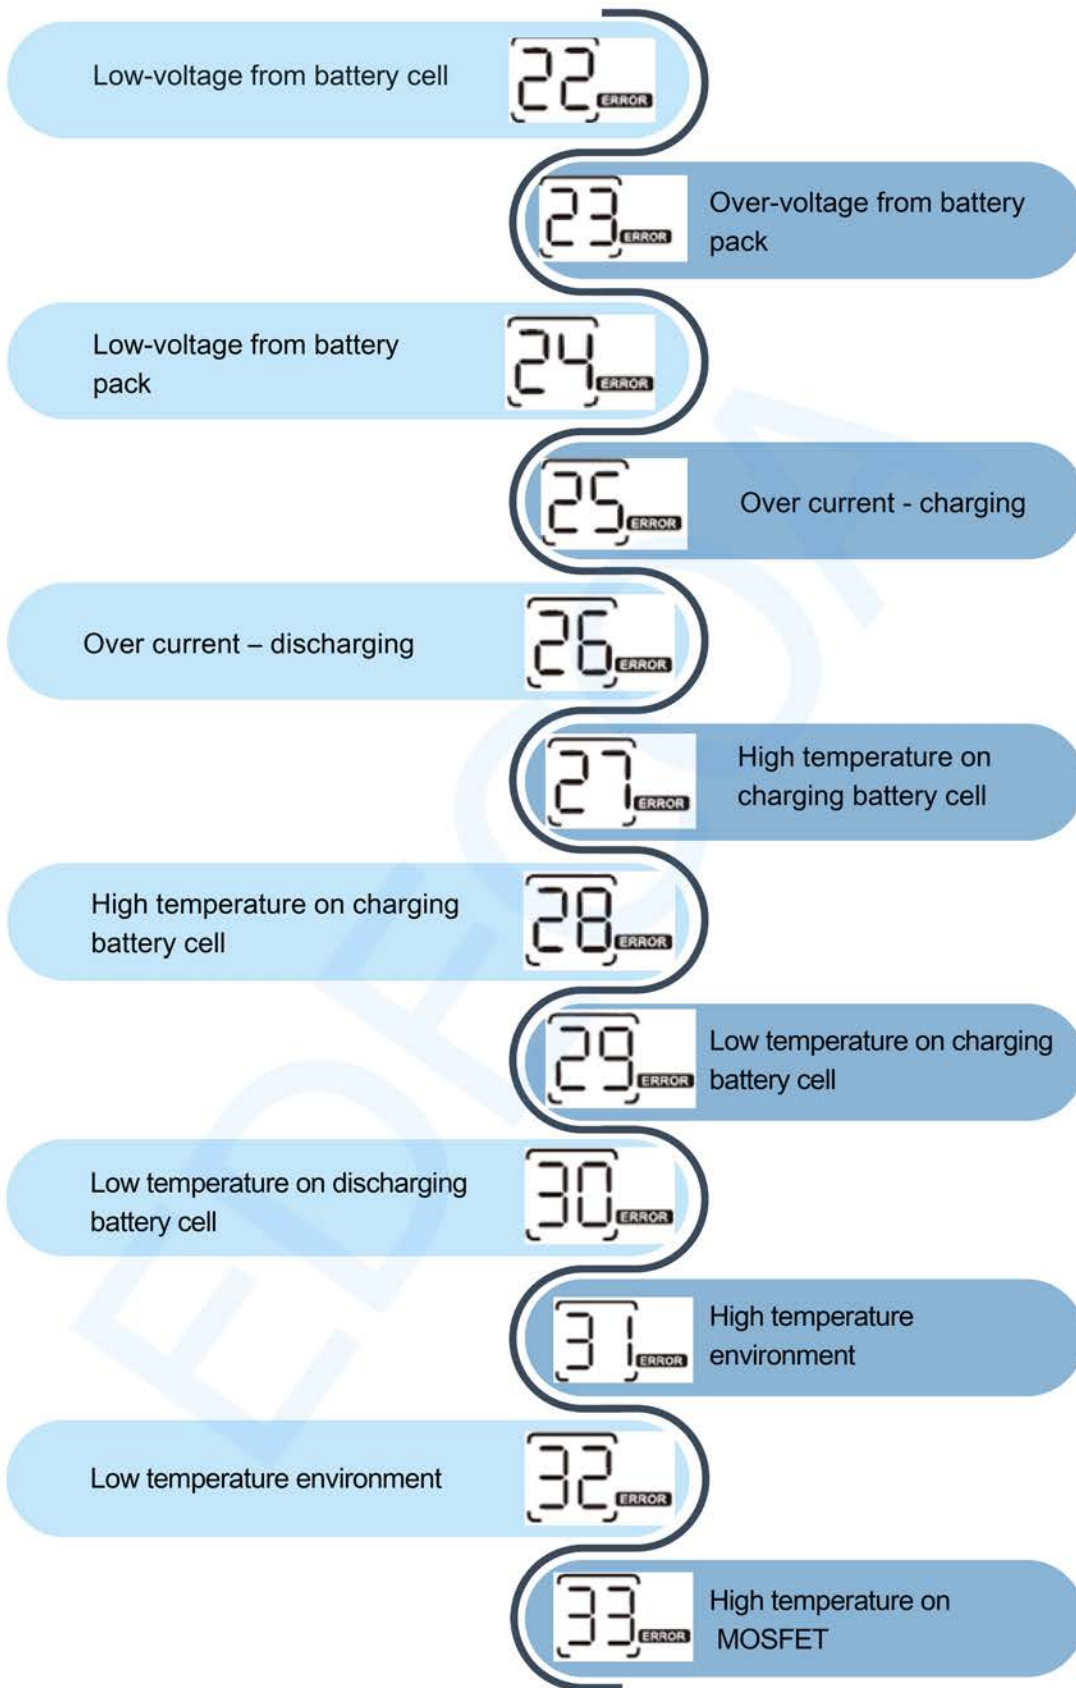 Low-voltage from battery cell
22 ERROR
23 ERROR
Over-voltage from battery
pack
Low-voltage from battery
pack
24 ERROR
25 ERROR
Over current - charging
Over current – discharging
26 ERROR
27 ERROR
High temperature on
charging battery cell
High temperature on charging
battery cell
28 ERROR
29 ERROR
Low temperature on charging
battery cell
Low temperature on discharging
battery cell
30 ERROR
31 ERROR
High temperature
environment
Low temperature environment
32 ERROR
33 ERROR
High temperature on
MOSFET
EDECOA